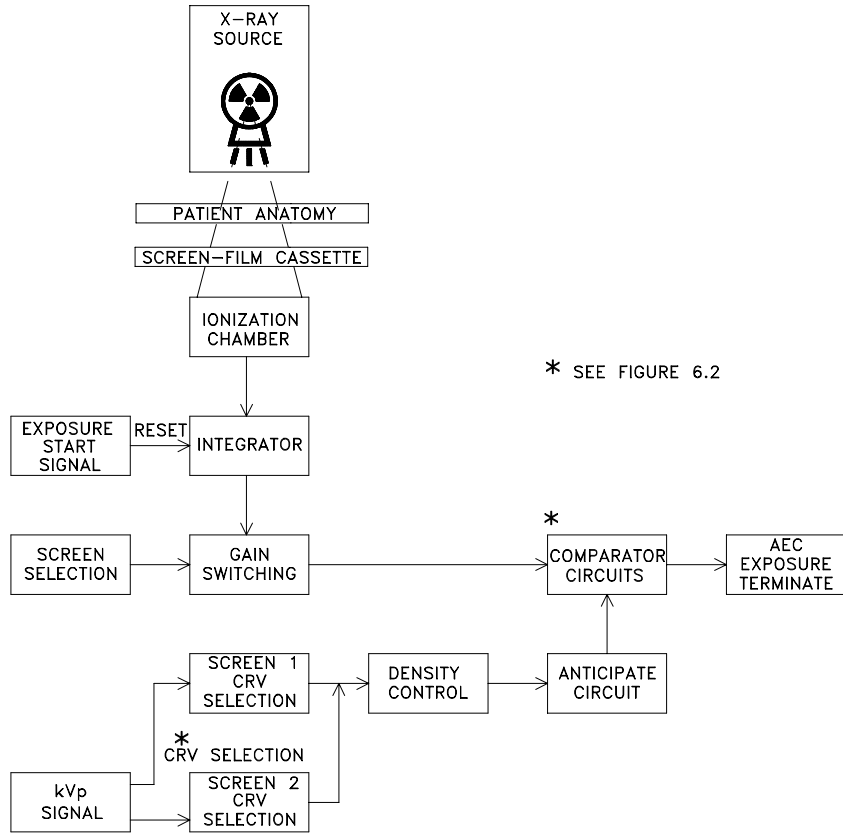 X-RAY
SOURCE
PATIENT ANATOMY
SCREEN-FILM CASSETTE
IONIZATION
CHAMBER
* SEE FIGURE 6.2
EXPOSURE
START
SIGNAL
RESET
INTEGRATOR
SCREEN
SELECTION
GAIN
SWITCHING
*
COMPARATOR
CIRCUITS
AEC
EXPOSURE
TERMINATE
SCREEN 1
CRV
SELECTION
DENSITY
CONTROL
ANTICIPATE
CIRCUIT
*
CRV SELECTION
kVp
SIGNAL
SCREEN 2
CRV
SELECTION